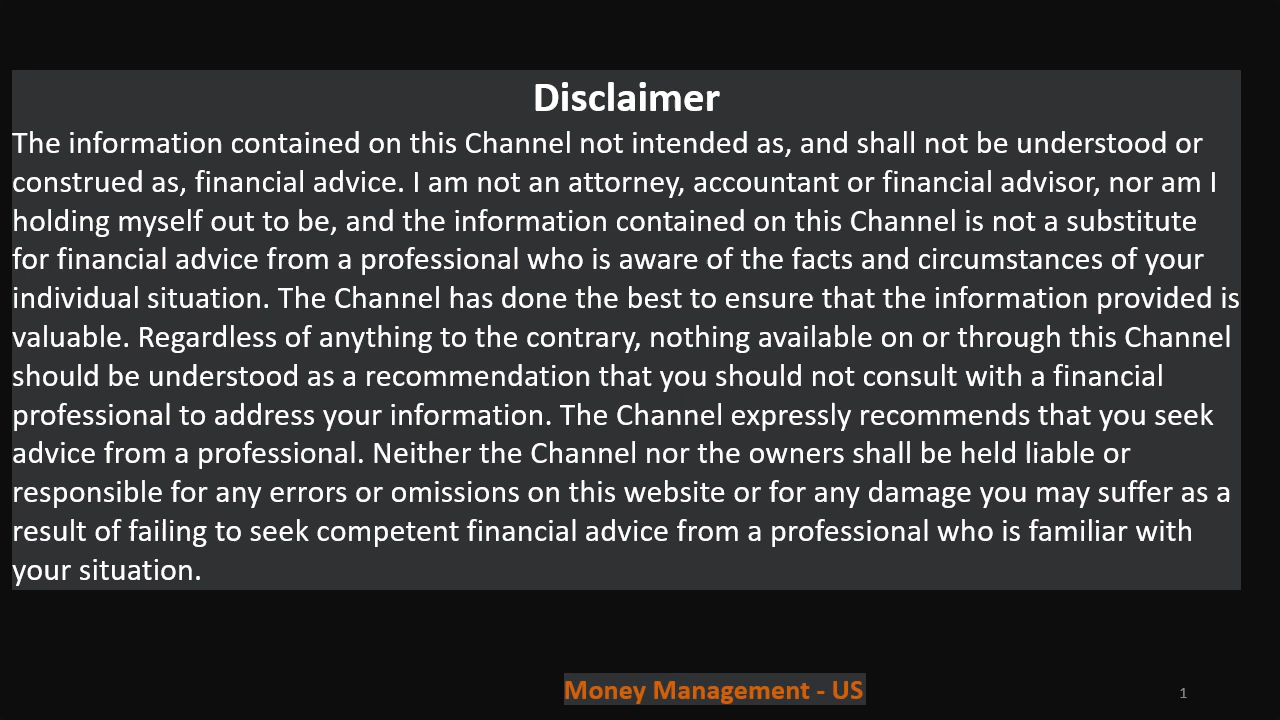 Disclaimer
The information contained on this Channel not intended as, and shall not be understood or
construed as, financial advice. I am not an attorney, accountant or financial advisor, nor am I
holding myself out to be, and the information contained on this Channel is not a substitute
for financial advice from a professional who is aware of the facts and circumstances of your
individual situation. The Channel has done the best to ensure that the information provided is
valuable. Regardless of anything to the contrary, nothing available on or through this Channel
should be understood as a recommendation that you should not consult with a financial
professional to address your information. The Channel expressly recommends that you seek
advice from a professional. Neither the Channel nor the owners shall be held liable or
responsible for any errors or omissions on this website or for any damage you may suffer as a
result of failing to seek competent financial advice from a professional who is familiar with
your situation.
Money Management - US
1